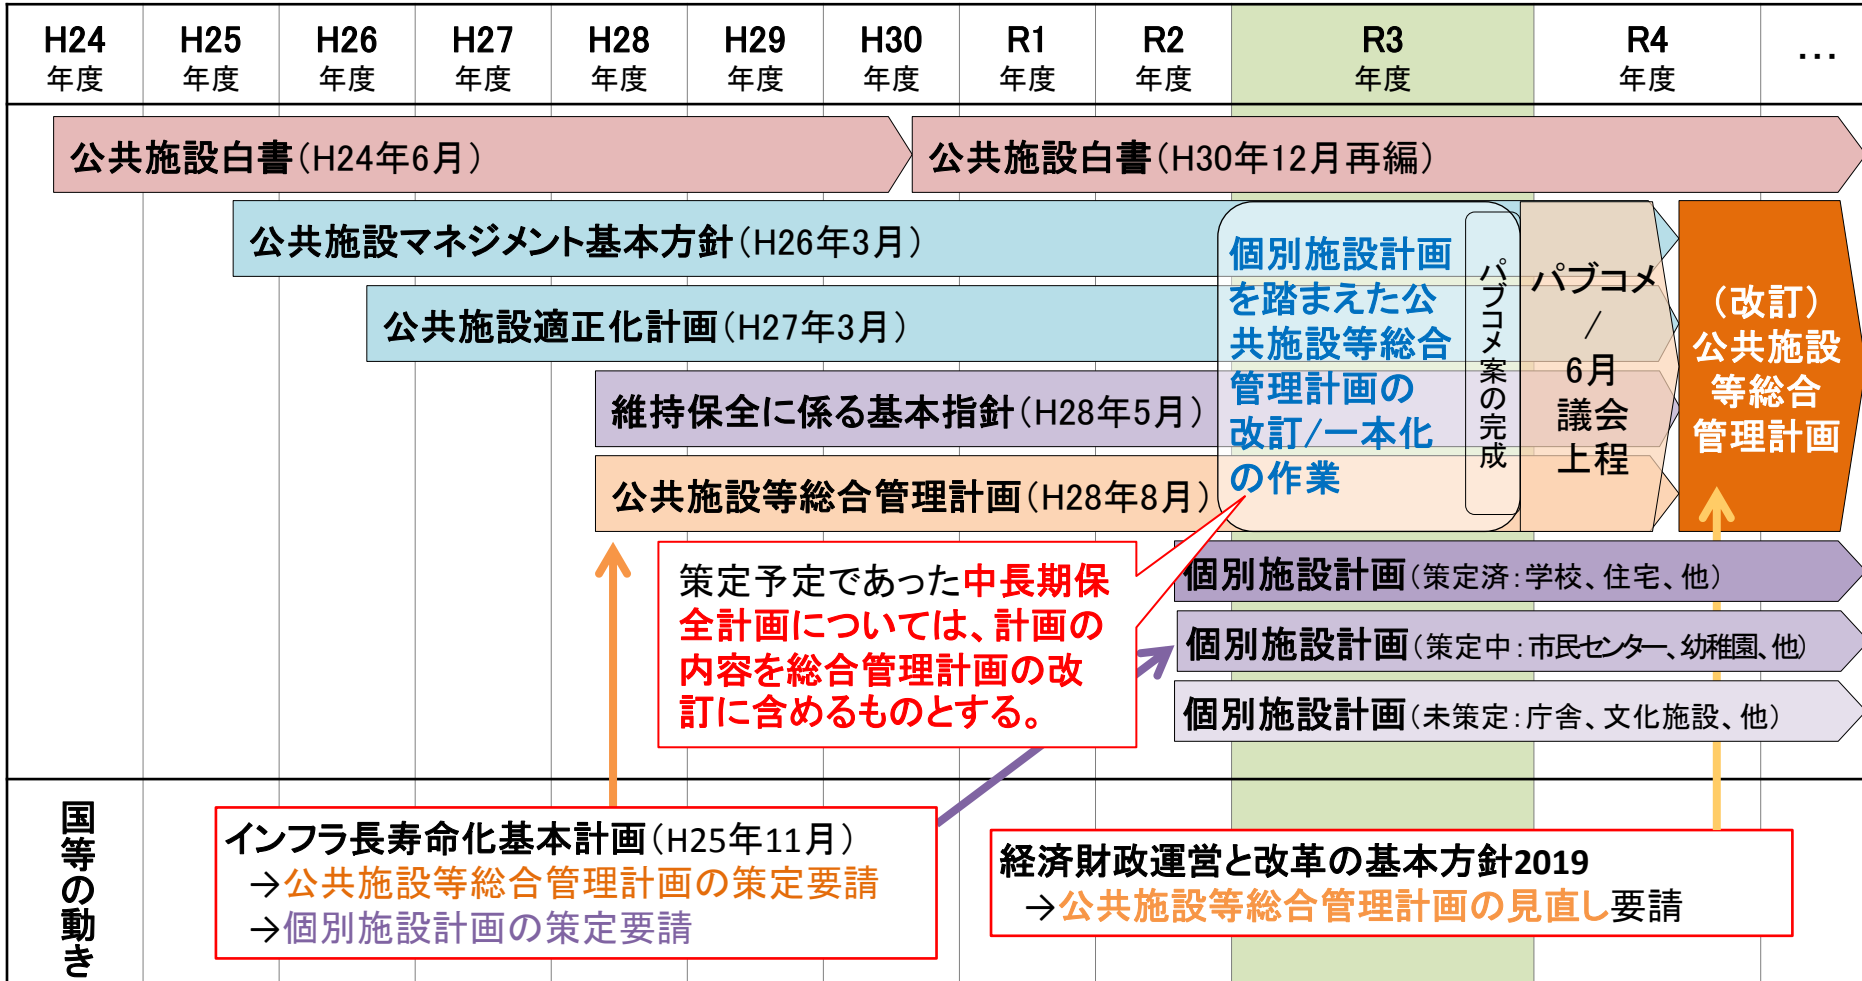 H24
年度
H25
年度
H26
年度
H27
年度
H28
年度
H29
年度
H30
年度
R1
年度
R2
年度
R3
年度
R4
年度
…
公共施設白書(H24年6月)
公共施設白書(H30年12月再編)
公共施設マネジメント基本方針(H26年3月)
公共施設適正化計画(H27年3月)
維持保全に係る基本指針(H28年5月)
公共施設等総合管理計画(H28年8月)
個別施設計画
を踏まえた公
共施設等総合
管理計画の
改訂/一本化
の作業
パブコメ案の完成
パブコメ
/
6月
議会
上程
(改訂)
公共施設
等総合
管理計画
策定予定であった中長期保
全計画については、計画の
内容を総合管理計画の改
訂に含めるものとする。
個別施設計画(策定済:学校、住宅、他)
個別施設計画(策定中:市民センター、幼稚園、他)
個別施設計画(未策定:庁舎、文化施設、他)
国等の動き
インフラ長寿命化基本計画(H25年11月)
→公共施設等総合管理計画の策定要請
→個別施設計画の策定要請
経済財政運営と改革の基本方針2019
→公共施設等総合管理計画の見直し要請